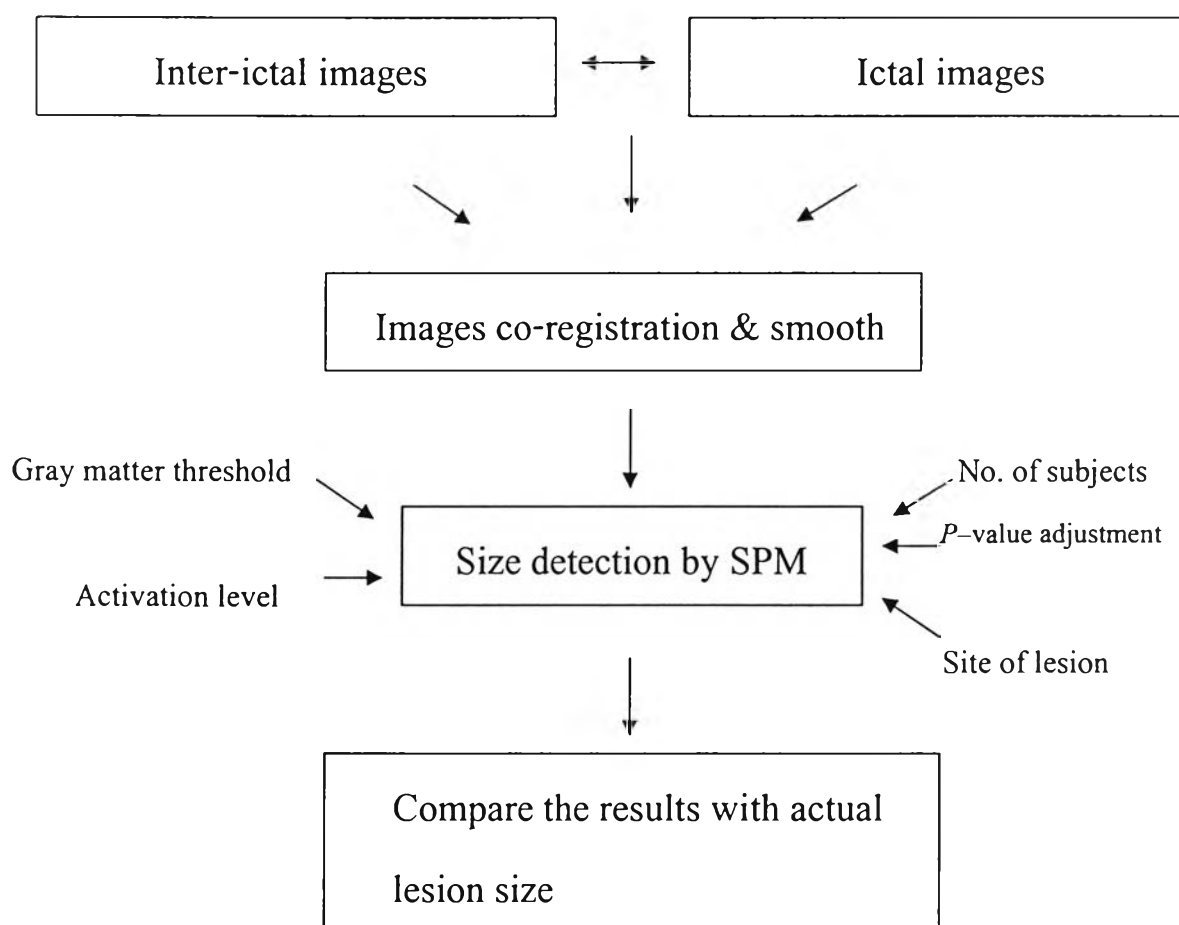 Inter-ictal images
Ictal images
Images co-registration & smooth
Gray matter threshold
No. of subjects
P–value adjustment
Size detection by SPM
Activation level
Site of lesion
Compare the results with actual
lesion size